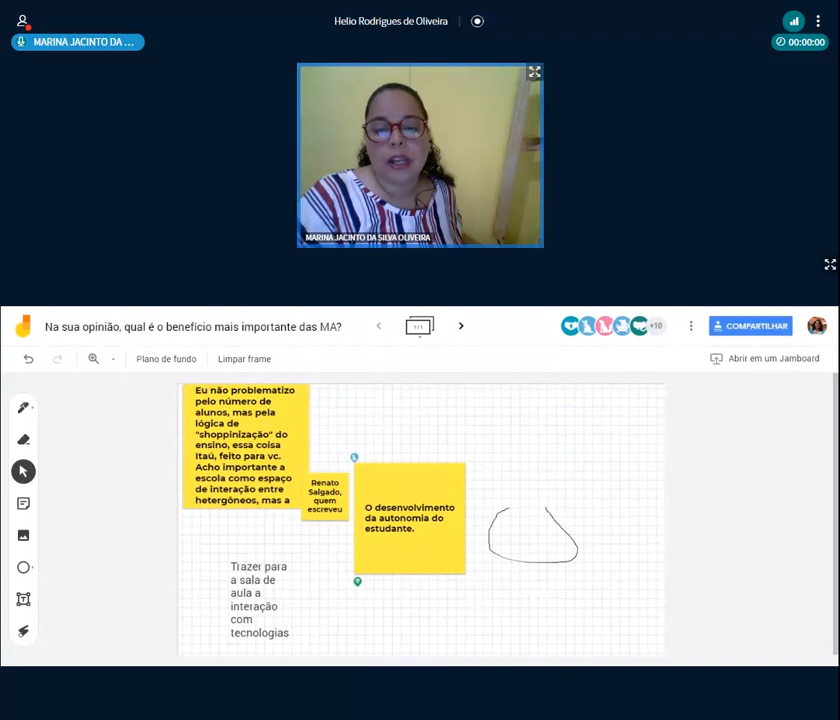 Helio Rodrigues de Oliveira
MARINA JACINTO DA ...
00:00:00
MARINA JACINTO DA SILVA OLIVEIRA
Na sua opinião, qual é o benefício mais importante das MA?
1/1
+10
COMPARTILHAR
Plano de fundo
Limpar frame
Abrir em um Jamboard
Eu não problematizo
pelo número de
alunos, mas pela
lógica de
"shoppinização" do
ensino, essa coisa
Itaú, feito para vc.
Acho importante a
escola como espaço
de interação entre
hetergôneos, mas a
Renato
Salgado,
quem
escreveu
O desenvolvimento
da autonomia do
estudante.
Trazer para
a sala de
aula a
interação
com
tecnologias